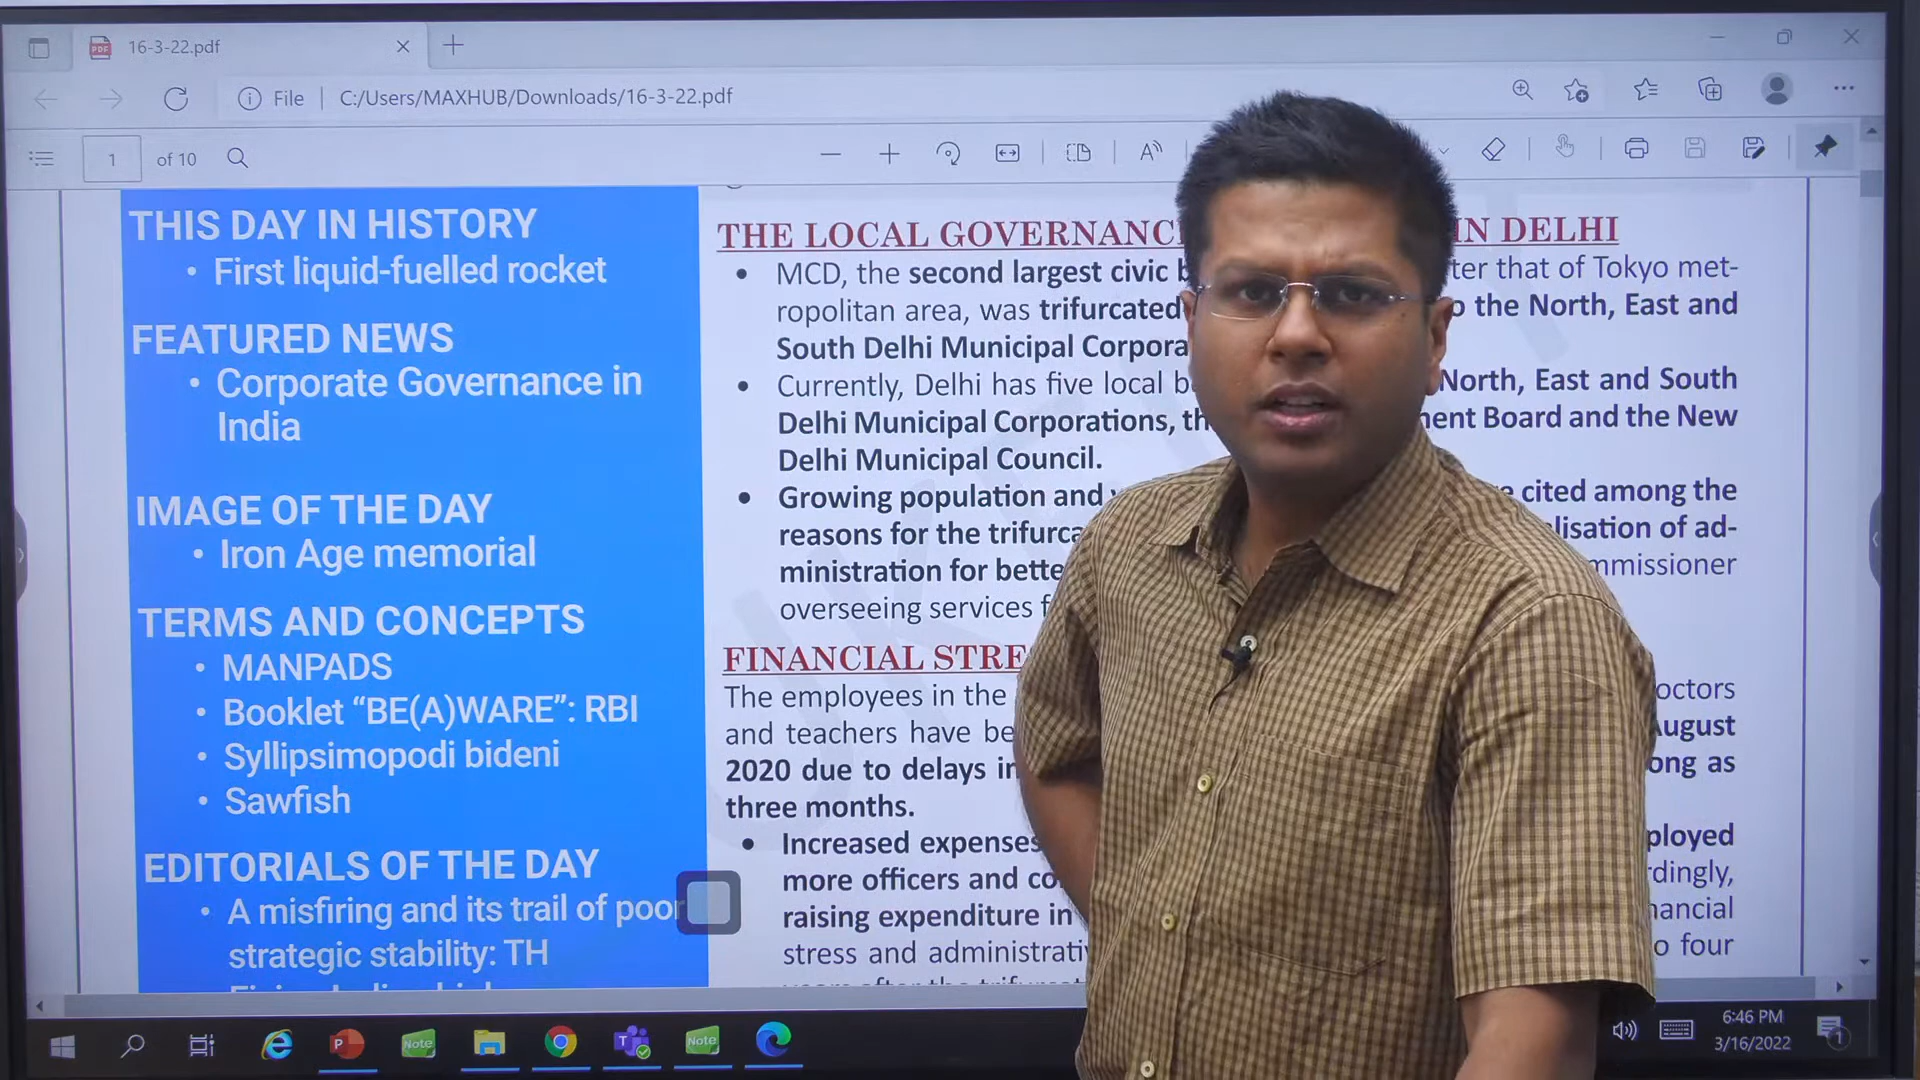 16-3-22.pdf
File
C:/Users/MAXHUB/Downloads/16-3-22.pdf
1 of 10
THIS DAY IN HISTORY
• First liquid-fuelled rocket
FEATURED NEWS
• Corporate Governance in
India
IMAGE OF THE DAY
• Iron Age memorial
TERMS AND CONCEPTS
• MANPADS
• Booklet “BE(A)WARE”: RBI
• Syllipsimopodi bideni
• Sawfish
EDITORIALS OF THE DAY
• A misfiring and its trail of poor
strategic stability: TH
THE LOCAL GOVERNANC IN DELHI
• MCD, the second largest civic ter that of Tokyo met-
ropolitan area, was trifurcated the North, East and
South Delhi Municipal Corpora
• Currently, Delhi has five local North, East and South
Delhi Municipal Corporations, ment Board and the New
Delhi Municipal Council.
• Growing population and cited among the
reasons for the trifurca lisation of ad-
ministration for bette mmissioner
overseeing services
FINANCIAL STRE
The employees in the octors
and teachers have be August
2020 due to delays in ong as
three months.
• Increased expenses ployed
more officers and co rdingly,
raising expenditure in nancial
stress and administrati o four
Note
Note
6:46 PM
3/16/2022
1